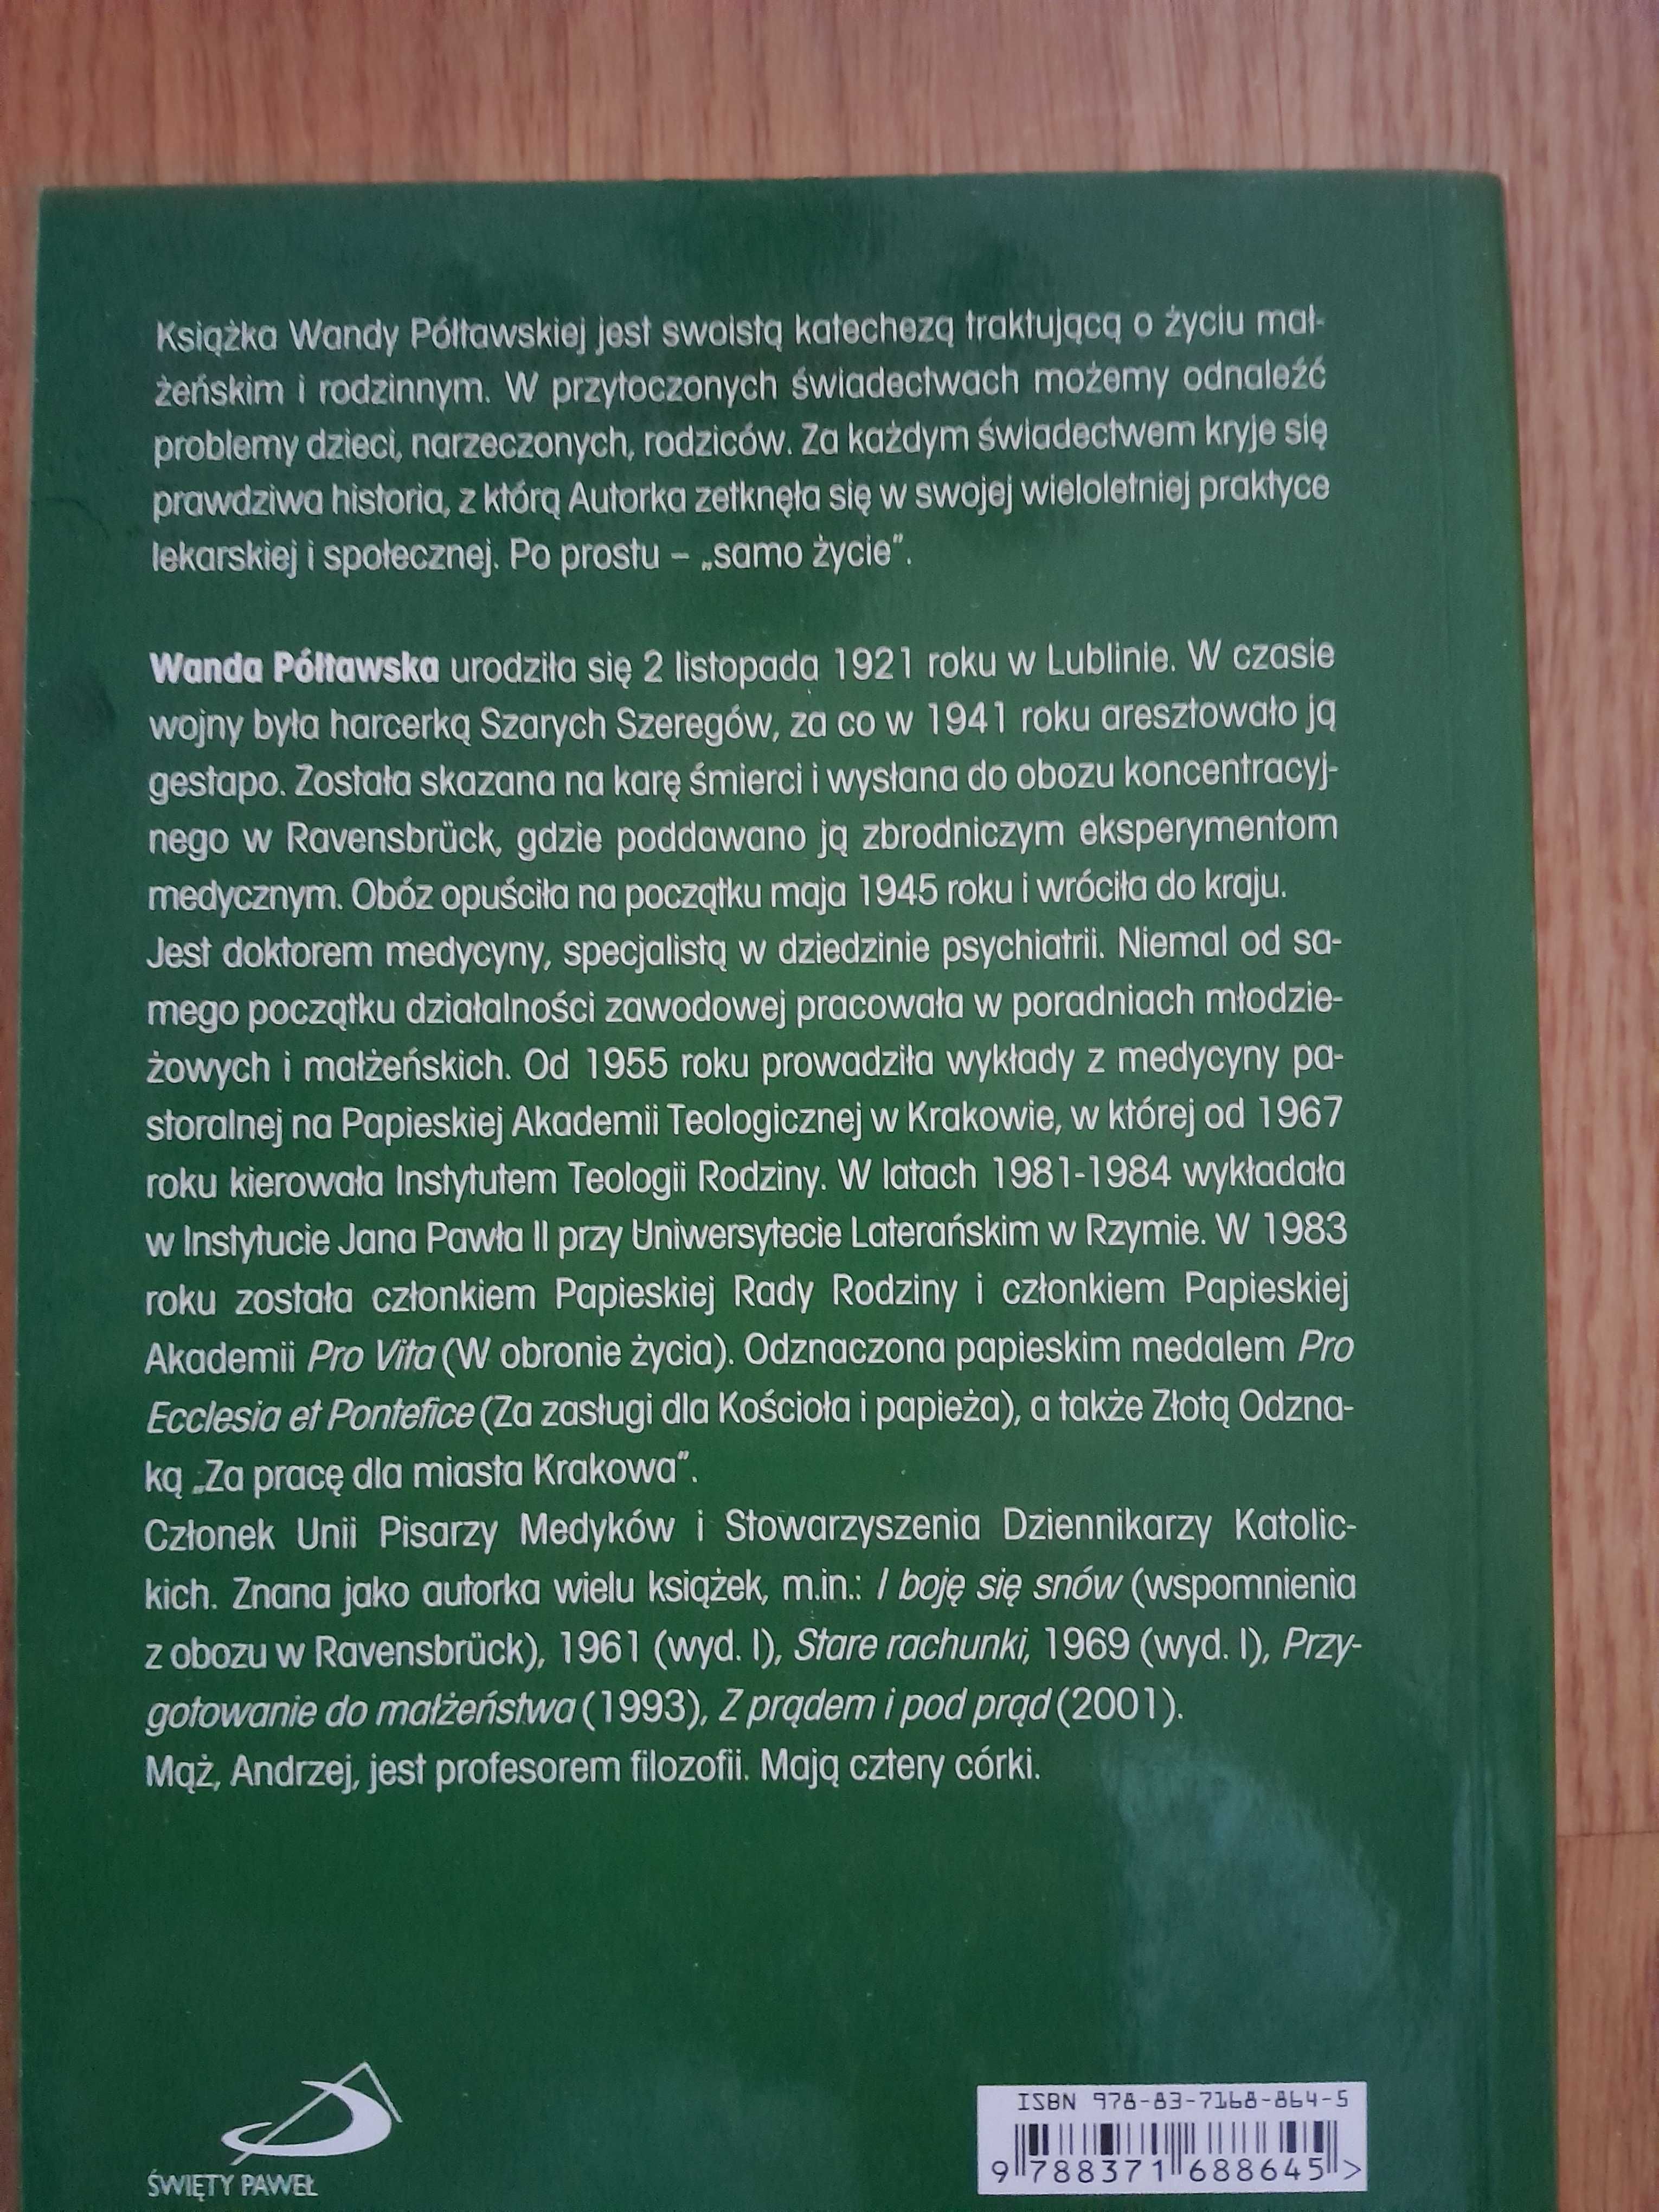 Książka Wandy Półtawskiej jest swoistą katechezą traktującą o życiu mał-
żeńskim i rodzinnym. W przytoczonych świadectwach możemy odnaleźć
problemy dzieci, narzeczonych, rodziców. Za każdym świadectwem kryje się
prawdziwa historia, z którą Autorka zetknęła się w swojej wieloletniej praktyce
lekarskiej i społecznej. Po prostu – „samo życie”.
Wanda Półtawska urodziła się 2 listopada 1921 roku w Lublinie. W czasie
wojny była harcerką Szarych Szeregów, za co w 1941 roku aresztowało ją
gestapo. Została skazana na karę śmierci i wysłana do obozu koncentracyj-
nego w Ravensbrück, gdzie poddawano ją zbrodniczym eksperymentom
medycznym. Obóz opuściła na początku maja 1945 roku i wróciła do kraju.
Jest doktorem medycyny, specjalistą w dziedzinie psychiatrii. Niemal od sa-
mego początku działalności zawodowej pracowała w poradniach młodzie-
żowych i małżeńskich. Od 1955 roku prowadziła wykłady z medycyny pa-
storalnej na Papieskiej Akademii Teologicznej w Krakowie, w której od 1967
roku kierowała Instytutem Teologii Rodziny. W latach 1981-1984 wykładała
w Instytucie Jana Pawła II przy Uniwersytecie Laterańskim w Rzymie. W 1983
roku została członkiem Papieskiej Rady Rodziny i członkiem Papieskiej
Akademii Pro Vita (W obronie życia). Odznaczona papieskim medalem Pro
Ecclesia et Pontefice (Za zasługi dla Kościoła i papieża), a także Złotą Odzna-
ką „Za pracę dla miasta Krakowa”.
Członek Unii Pisarzy Medyków i Stowarzyszenia Dziennikarzy Katolic-
kich. Znana jako autorka wielu książek, m.in.: I boję się snów (wspomnienia
z obozu w Ravensbrück), 1961 (wyd. I), Stare rachunki, 1969 (wyd. I), Przy-
gotowanie do małżeństwa (1993), Z prądem i pod prąd (2001).
Mąż, Andrzej, jest profesorem filozofii. Mają cztery córki.
ISBN 978-83-7168-864-5
9 788371 688645 >
ŚWIĘTY PAWEŁ